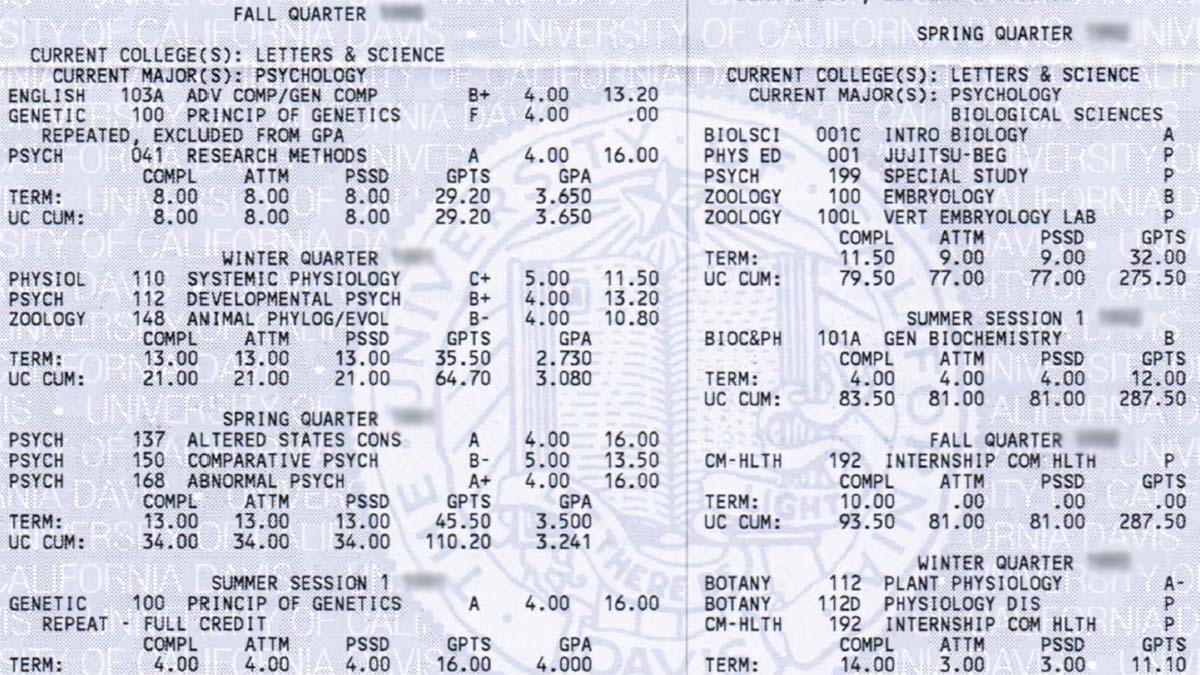 FALL QUARTER
CURRENT COLLEGE(S): LETTERS & SCIENCE
CURRENT MAJOR(S): PSYCHOLOGY
ENGLISH 103A ADV COMP/GEN COMP B+ 4.00 13.20
GENETIC 100 PRINCIP OF GENETICS F 4.00 .00
REPEATED, EXCLUDED FROM GPA
PSYCH 041 RESEARCH METHODS A 4.00 16.00
COMPL ATTM PSSD GPTS GPA
TERM: 8.00 8.00 8.00 29.20 3.650
UC CUM: 8.00 8.00 8.00 29.20 3.650
WINTER QUARTER
PHYSIOL 110 SYSTEMIC PHYSIOLOGY C+ 5.00 11.50
PSYCH 112 DEVELOPMENTAL PSYCH B+ 4.00 13.20
ZOOLOGY 148 ANIMAL PHYLOG/EVOL B- 4.00 10.80
COMPL ATTM PSSD GPTS GPA
TERM: 13.00 13.00 13.00 35.50 2.730
UC CUM: 21.00 21.00 21.00 64.70 3.080
SPRING QUARTER
PSYCH 137 ALTERED STATES CONS A 4.00 16.00
PSYCH 150 COMPARATIVE PSYCH B- 5.00 13.50
PSYCH 168 ABNORMAL PSYCH A+ 4.00 16.00
COMPL ATTM PSSD GPTS GPA
TERM: 13.00 13.00 13.00 45.50 3.500
UC CUM: 34.00 34.00 34.00 110.20 3.241
SUMMER SESSION 1
GENETIC 100 PRINCIP OF GENETICS A 4.00 16.00
REPEAT - FULL CREDIT
COMPL ATTM PSSD GPTS GPA
TERM: 4.00 4.00 4.00 16.00 4.000
SPRING QUARTER
CURRENT COLLEGE(S): LETTERS & SCIENCE
CURRENT MAJOR(S): PSYCHOLOGY
BIOLOGICAL SCIENCES
BIOLSCI 001C INTRO BIOLOGY A
PHYS ED 001 JUJITSU-BEG P
PSYCH 199 SPECIAL STUDY P
ZOOLOGY 100 EMBRYOLOGY B
ZOOLOGY 100L VERT EMBRYOLOGY LAB P
COMPL ATTM PSSD GPTS
TERM: 11.50 9.00 9.00 32.00
UC CUM: 79.50 77.00 77.00 275.50
SUMMER SESSION 1
BIOC&PH 101A GEN BIOCHEMISTRY B
COMPL ATTM PSSD GPTS
TERM: 4.00 4.00 4.00 12.00
UC CUM: 83.50 81.00 81.00 287.50
FALL QUARTER
CM-HLTH 192 INTERNSHIP COM HLTH P
COMPL ATTM PSSD GPTS
TERM: 10.00 .00 .00 .00
UC CUM: 93.50 81.00 81.00 287.50
WINTER QUARTER
BOTANY 112 PLANT PHYSIOLOGY A-
BOTANY 112D PHYSIOLOGY DIS P
CM-HLTH 192 INTERNSHIP COM HLTH P
COMPL ATTM PSSD GPTS
TERM: 14.00 3.00 3.00 11.10